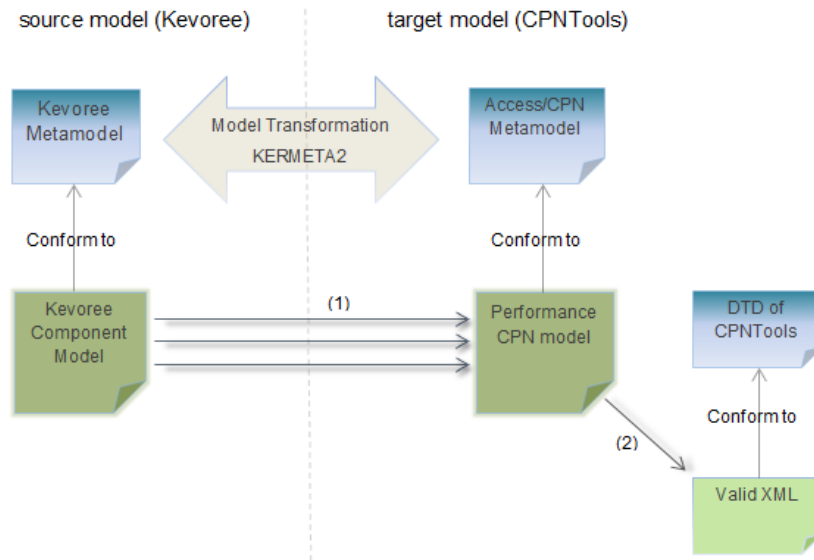 source model (Kevoree)
target model (CPNTools)
Kevoree
Metamodel
Model Transformation
KERMETA2
Access/CPN
Metamodel
Conform to
Conform to
Kevoree
Component
Model
(1)
Performance
CPN model
DTD of
CPNTools
Conform to
(2)
Valid XML